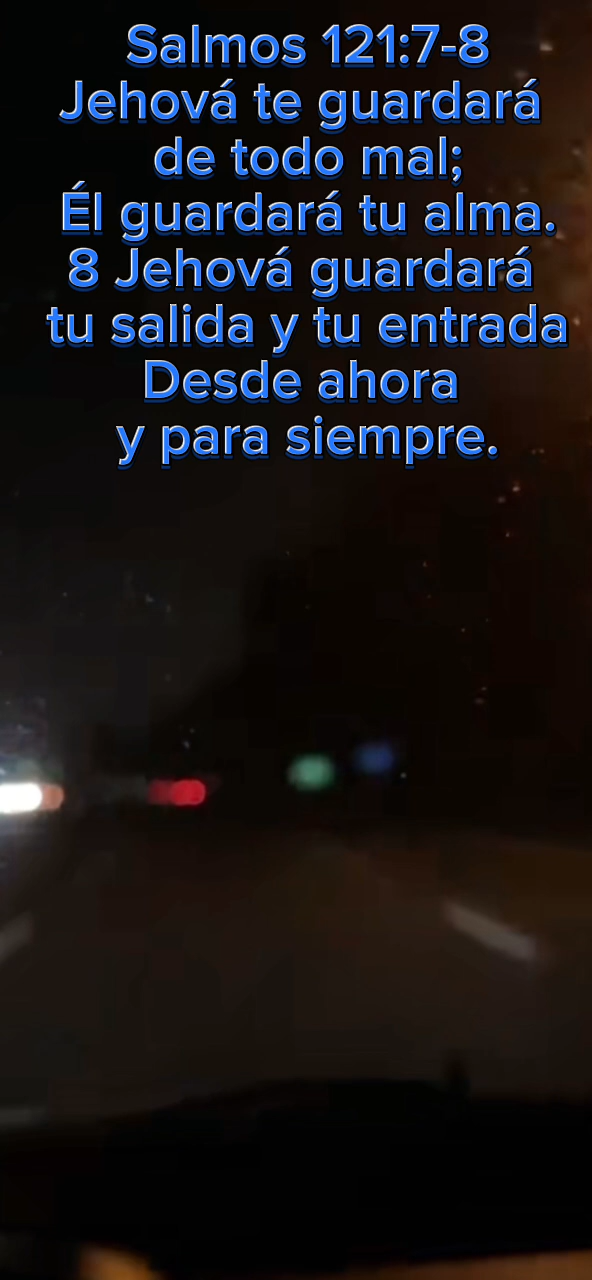 Salmos 121:7-8
Jehová te guardará
de todo mal;
Él guardará tu alma.
8 Jehová guardará
tu salida y tu entrada
Desde ahora
y para siempre.